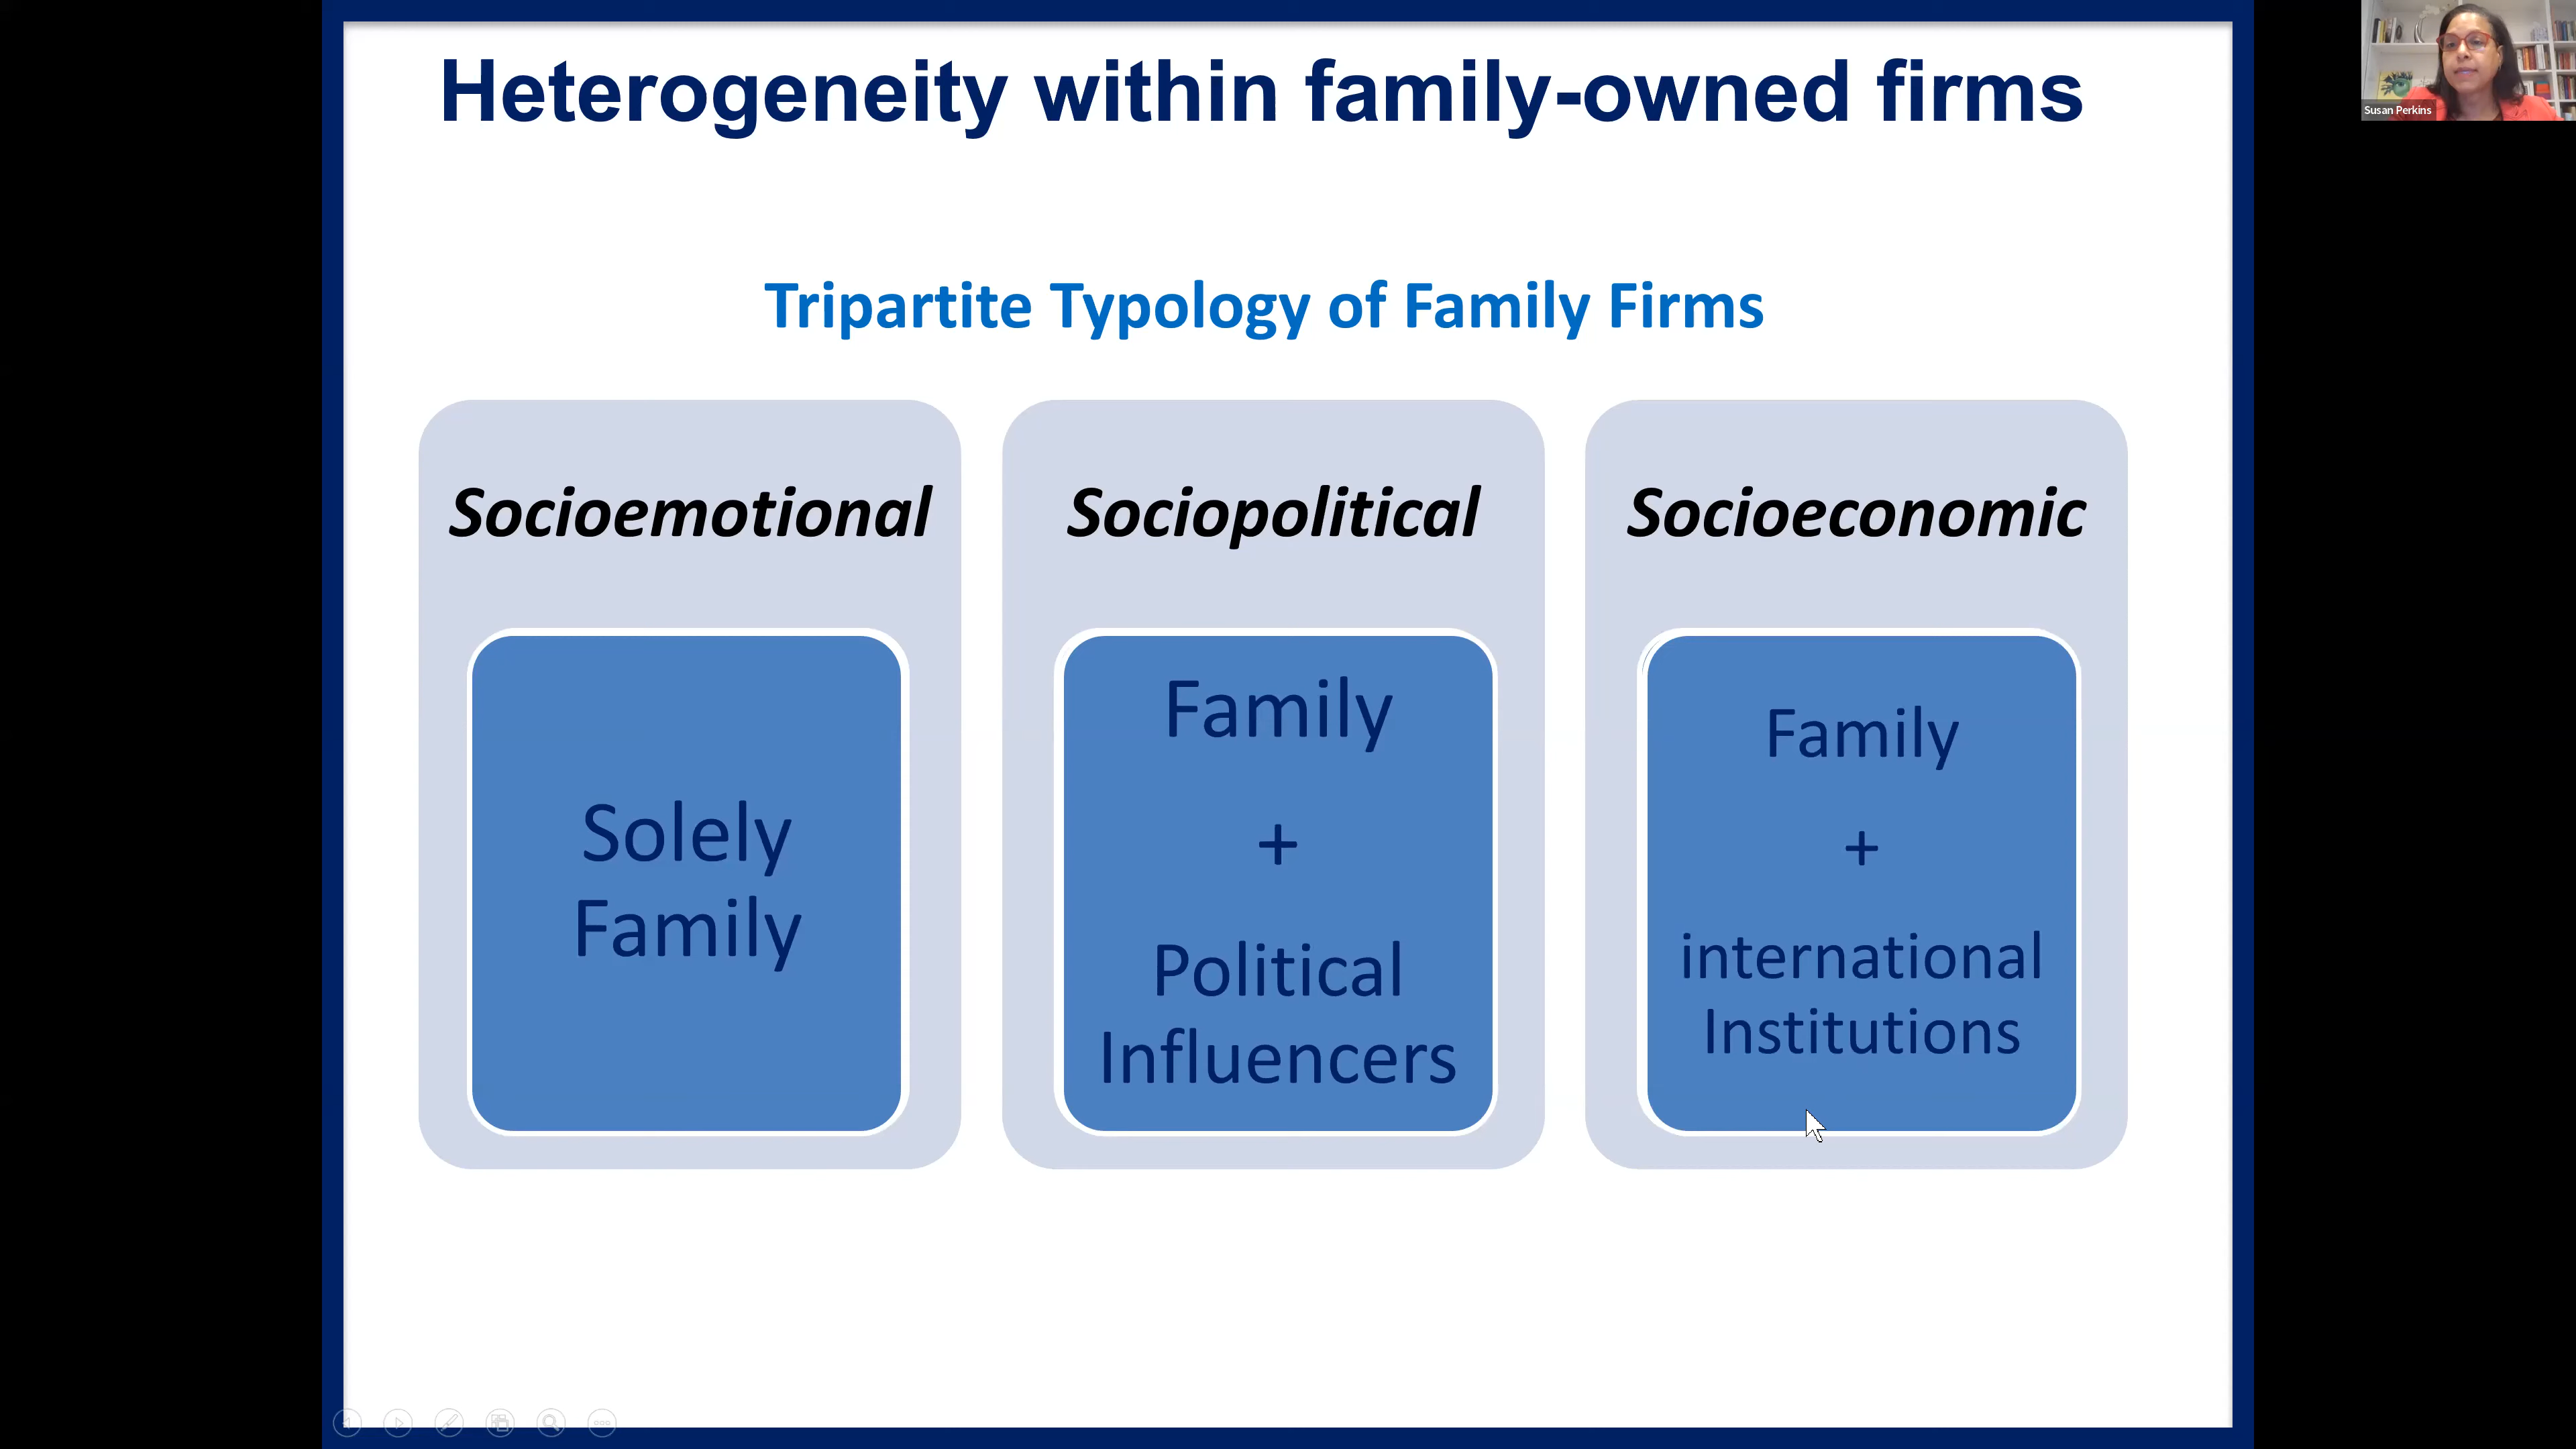 Heterogeneity within family-owned firms
Susan Perkins
Tripartite Typology of Family Firms
Socioemotional
Solely
Family
Sociopolitical
Family
+
Political
Influencers
Socioeconomic
Family
+
international
Institutions